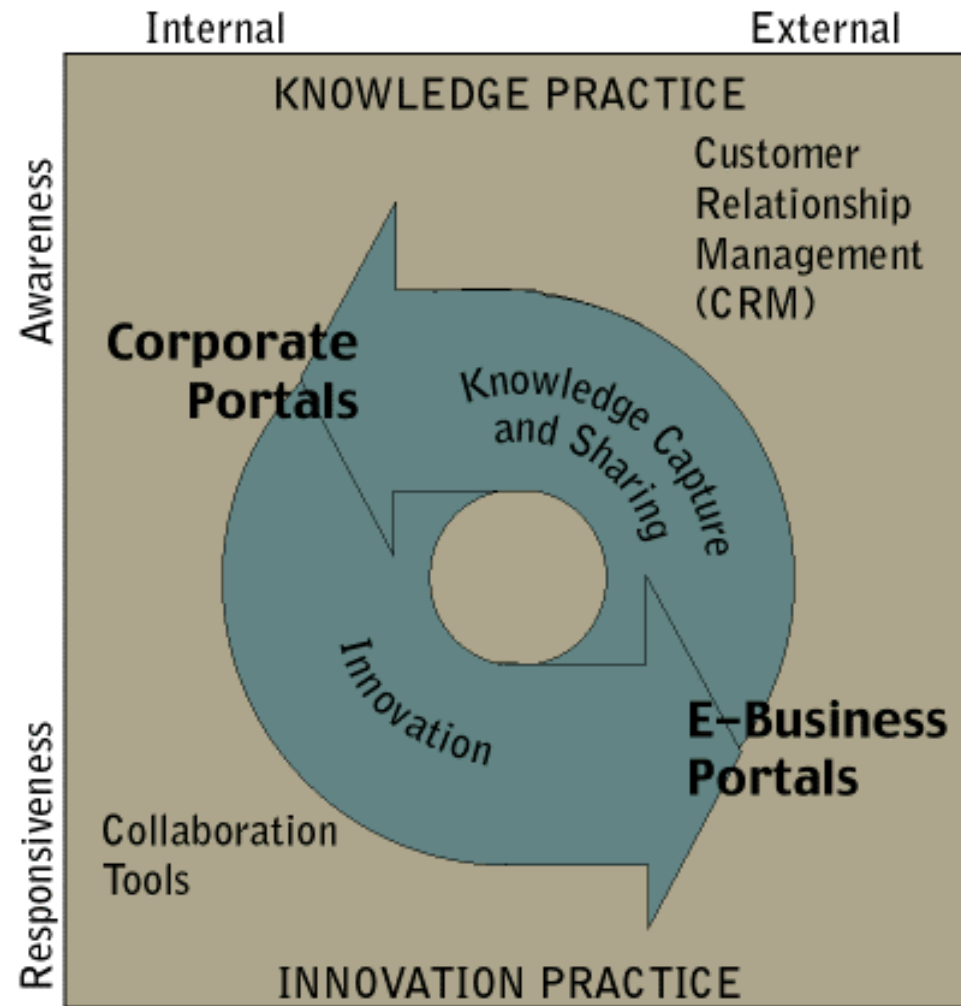 Internal
External
KNOWLEDGE PRACTICE
Customer
Relationship
Management
(CRM)
Awareness
Corporate
Portals
Knowledge Capture
and Sharing
Innovation
E–Business
Portals
Responsiveness
Collaboration
Tools
INNOVATION PRACTICE